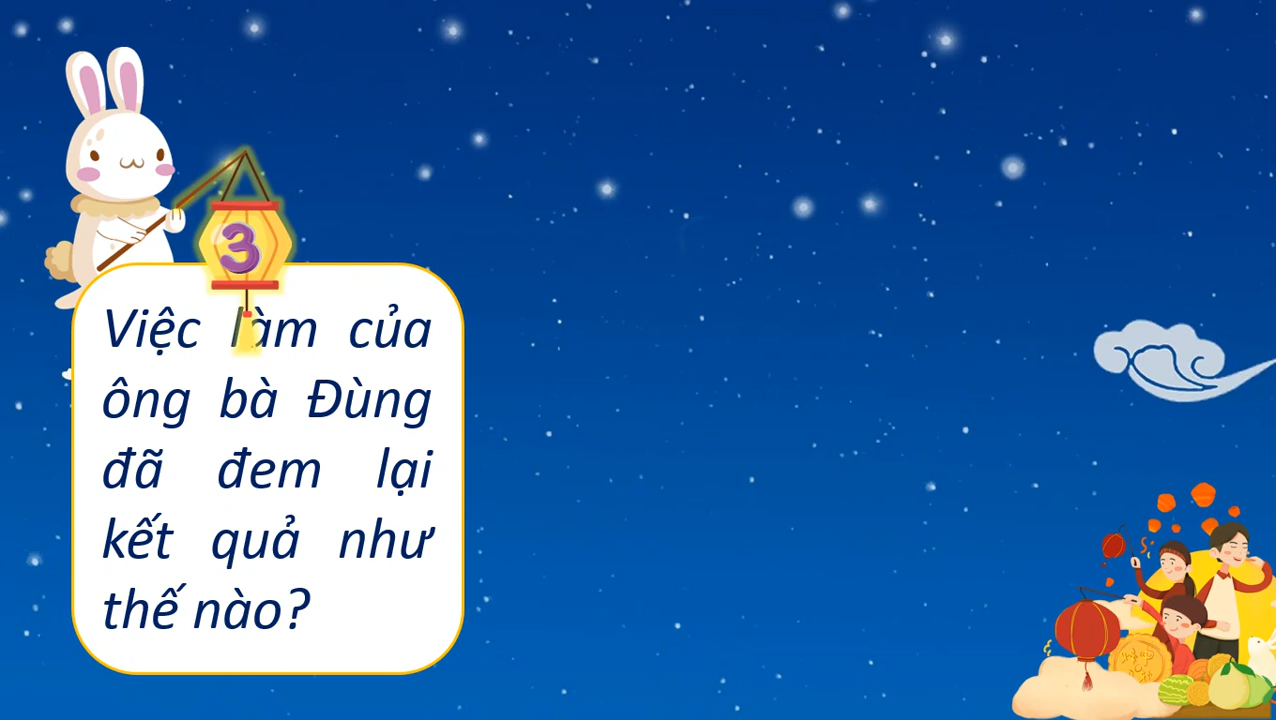 3
Việc làm của
ông bà Đùng
đã đem lại
kết quả như
thế nào?